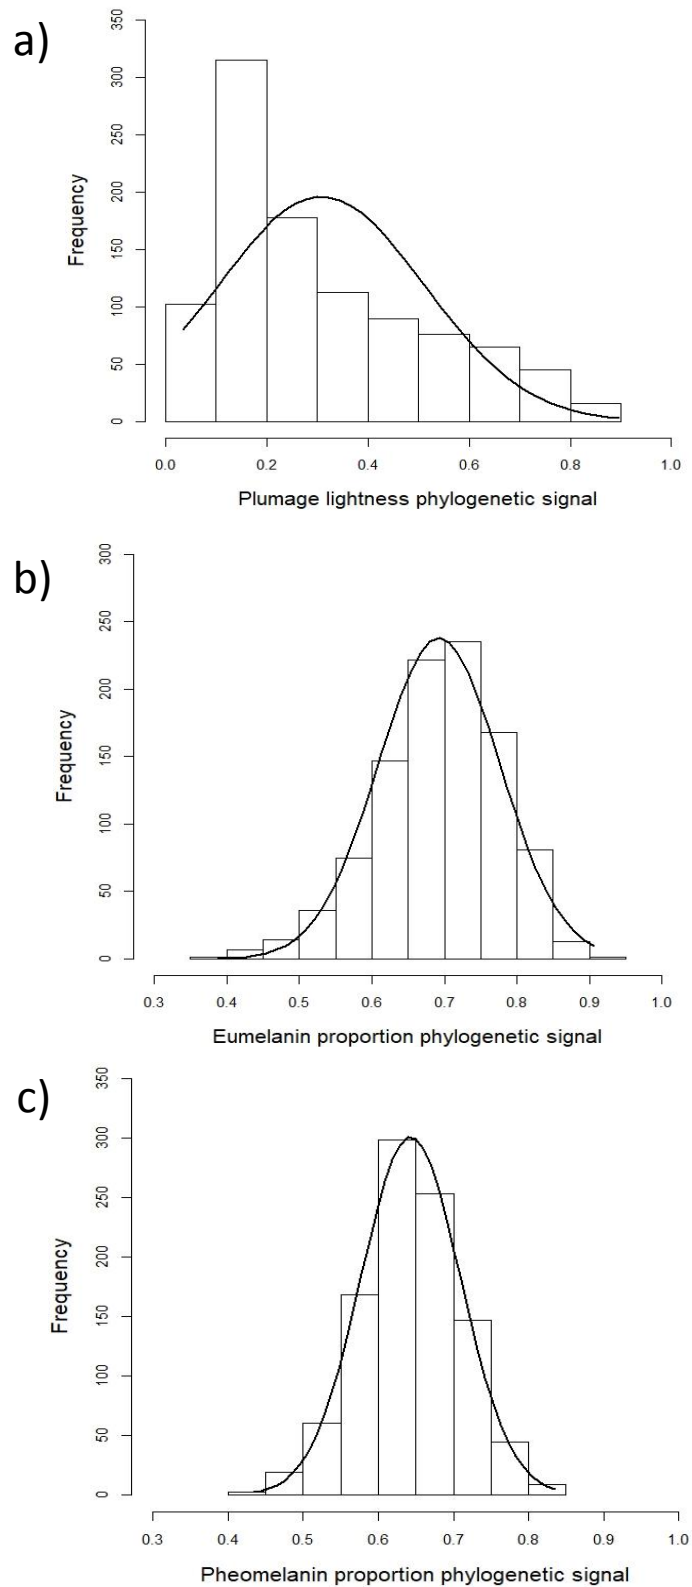 a)
350
300
250
200
150
100
50
0
Frequency
0.0 0.2 0.4 0.6 0.8 1.0
Plumage lightness phylogenetic signal
b)
300
250
200
150
100
50
0
Frequency
0.3 0.4 0.5 0.6 0.7 0.8 0.9 1.0
Eumelanin proportion phylogenetic signal
c)
350
300
250
200
150
100
50
0
Frequency
0.3 0.4 0.5 0.6 0.7 0.8 0.9 1.0
Pheomelanin proportion phylogenetic signal